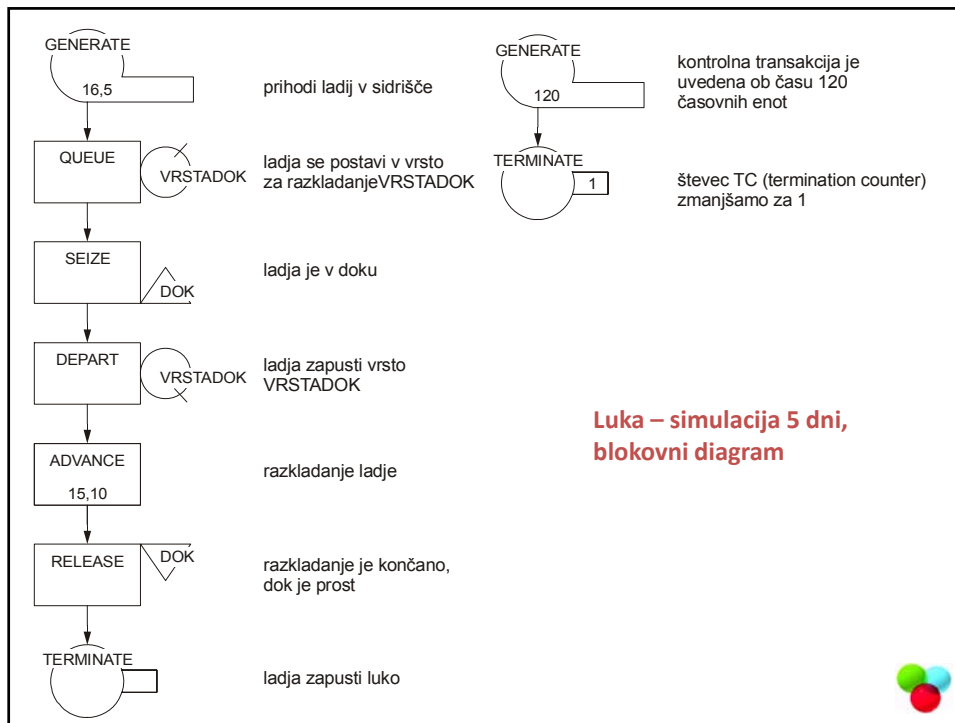 GENERATE
16,5
prihodi ladij v sidrišče
QUEUE
VRSTADOK
ladja se postavi v vrsto
za razkladanjeVRSTADOK
SEIZE
DOK
ladja je v doku
DEPART
VRSTADOK
ladja zapusti vrsto
VRSTADOK
ADVANCE
15,10
razkladanje ladje
RELEASE
DOK
razkladanje je končano,
dok je prost
TERMINATE
ladja zapusti luko
GENERATE
120
kontrolna transakcija je
uvedena ob času 120
časovnih enot
TERMINATE
1
števec TC (termination counter)
zmanjšamo za 1
Luka – simulacija 5 dni,
blokovni diagram